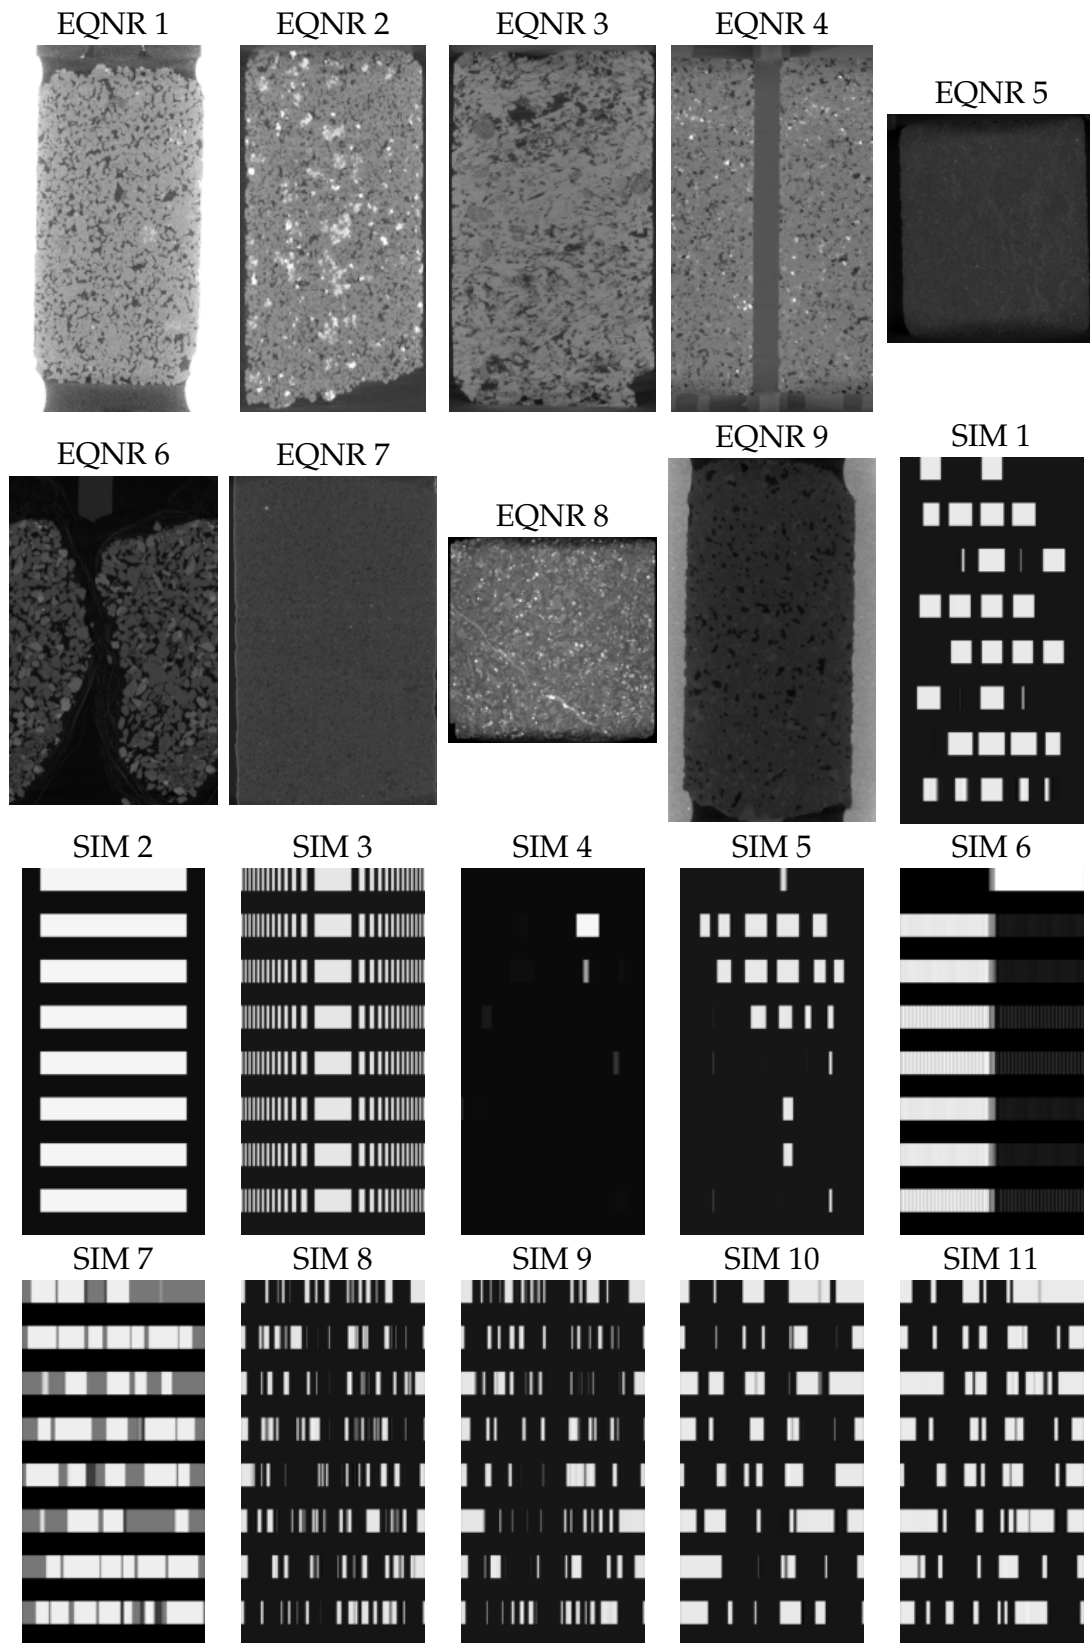 EQNR 1
EQNR 2
EQNR 3
EQNR 4
EQNR 5
EQNR 6
EQNR 7
EQNR 8
EQNR 9
SIM 1
SIM 2
SIM 3
SIM 4
SIM 5
SIM 6
SIM 7
SIM 8
SIM 9
SIM 10
SIM 11